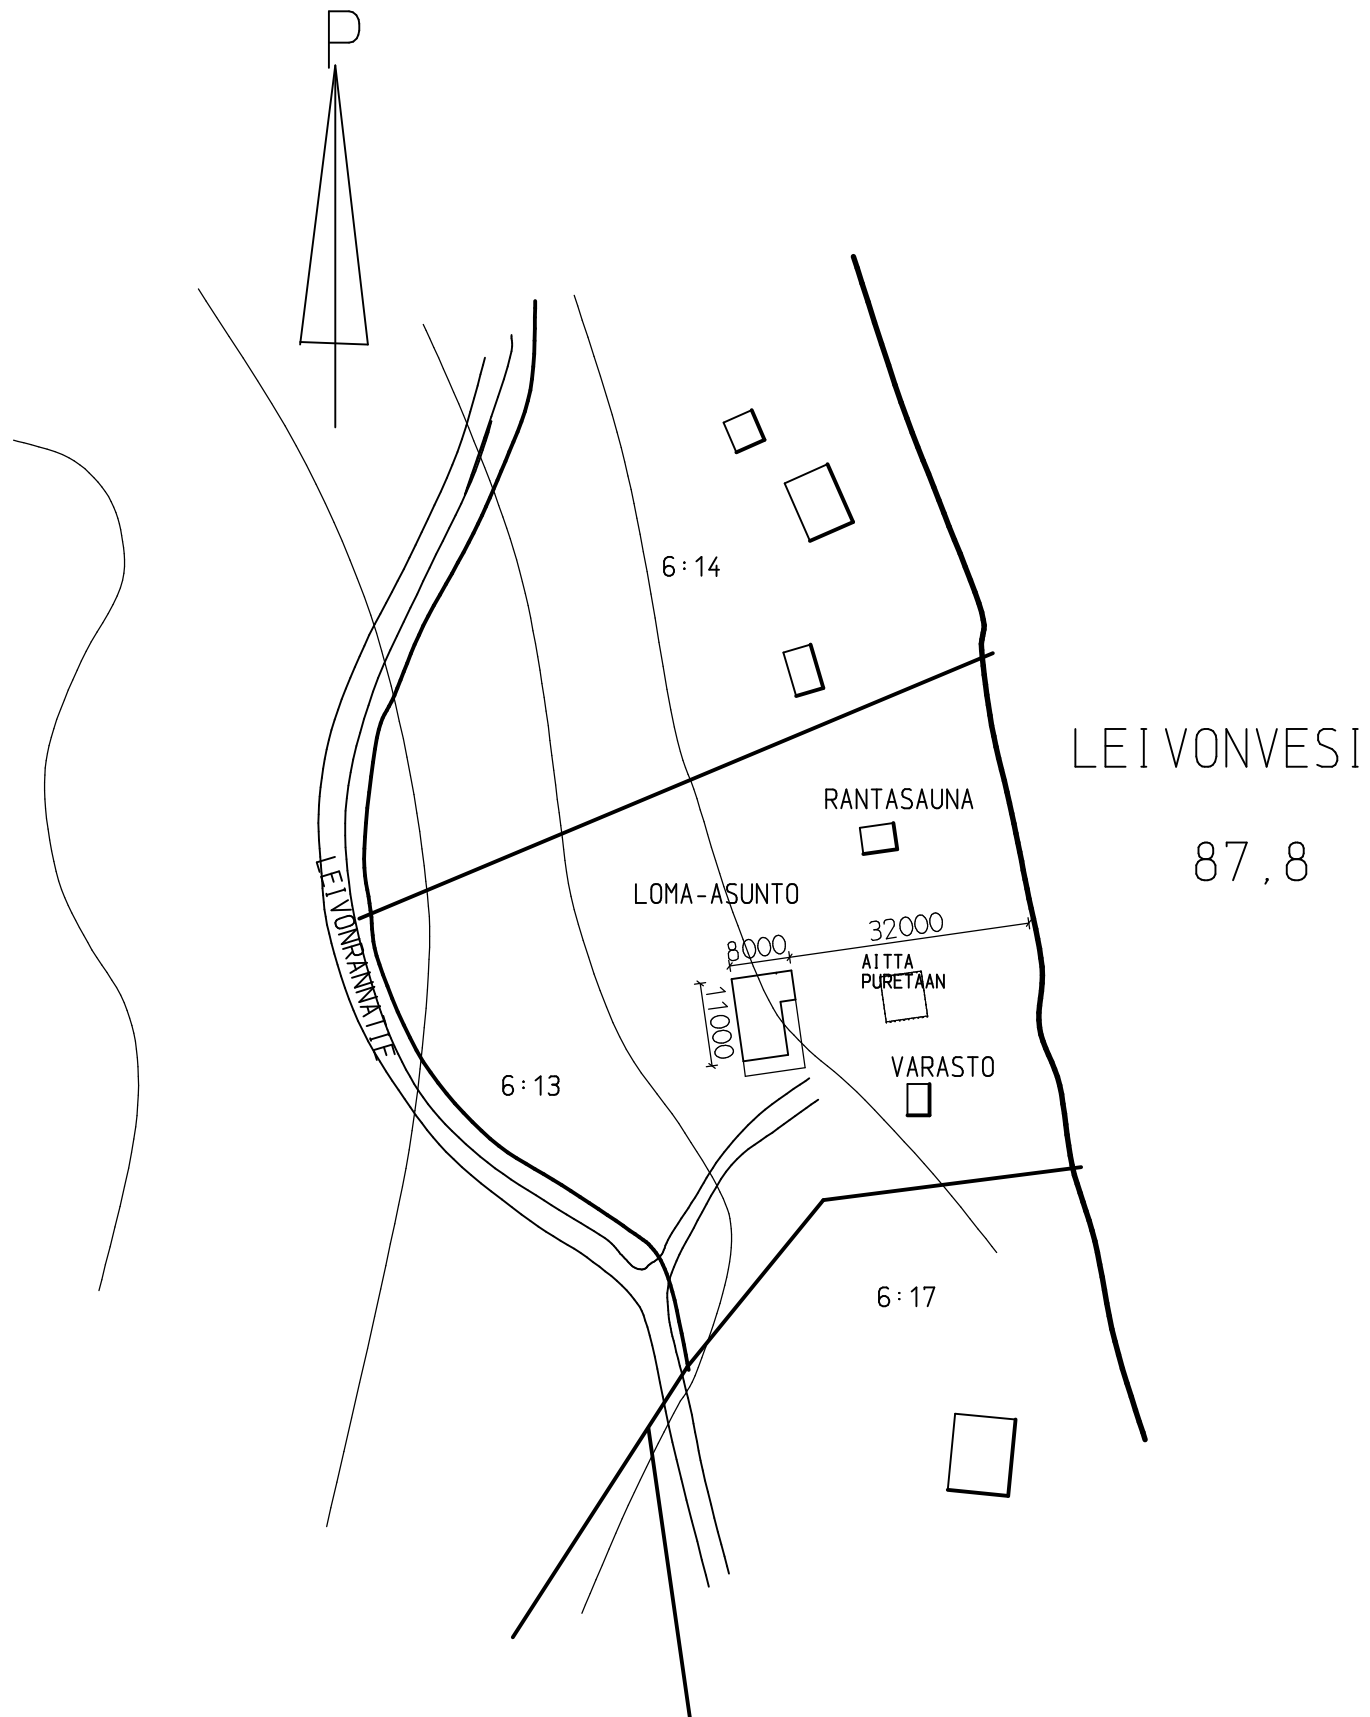 P
6:14
LEIVONVESI
87,8
RANTASAUNA
LOMA-ASUNTO
32000
8000
AITTA
PURETAAN
11000
LEIVONRANNATIE
VARASTO
6:13
6:17